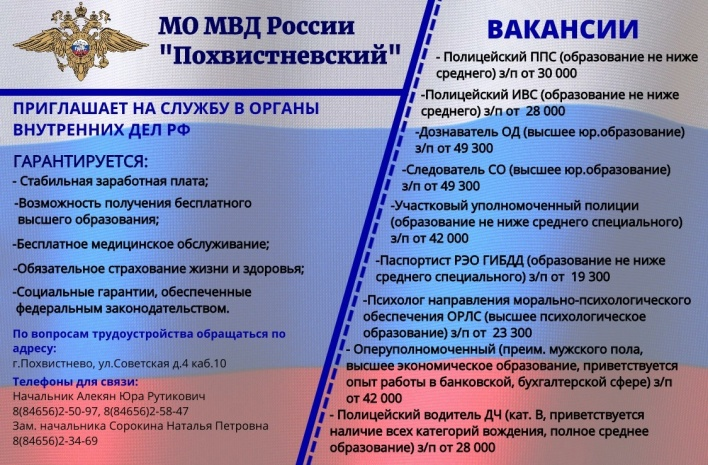 МО МВД России
"Похвистневский"
ПРИГЛАШАЕТ НА СЛУЖБУ В ОРГАНЫ
ВНУТРЕННИХ ДЕЛ РФ
ГАРАНТИРУЕТСЯ:
- Стабильная заработная плата;
-Возможность получения бесплатного
высшего образования;
-Бесплатное медицинское обслуживание;
-Обязательное страхование жизни и здоровья;
-Социальные гарантии, обеспеченные
федеральным законодательством.
По вопросам трудоустройства обращаться по
адресу:
г.Похвистнево, ул.Советская д.4 каб.10
Телефоны для связи:
Начальник Алекян Юра Рутикович
8(84656)2-50-97, 8(84656)2-58-47
Зам. начальника Сорокина Наталья Петровна
8(84656)2-34-69
ВАКАНСИИ
- Полицейский ППС (образование не ниже
среднего) з/п от 30 000
-Полицейский ИВС (образование не ниже
среднего) з/п от 28 000
-Дознаватель ОД (высшее юр.образование)
з/п от 49 300
-Следователь СО (высшее юр.образование)
з/п от 49 300
-Участковый уполномоченный полиции
(образование не ниже среднего специального)
з/п от 42 000
-Паспортист РЭО ГИБДД (образование не ниже
среднего специального) з/п от 19 300
-Психолог направления морально-психологического
обеспечения ОРЛС (высшее психологическое
образование) з/п от 23 300
- Оперуполномоченный (преим. мужского пола,
высшее экономическое образование, приветствуется
опыт работы в банковской, бухгалтерской сфере) з/п
от 42 000
- Полицейский водитель ДЧ (кат. В, приветствуется
наличие всех категорий вождения, полное среднее
образование) з/п от 28 000